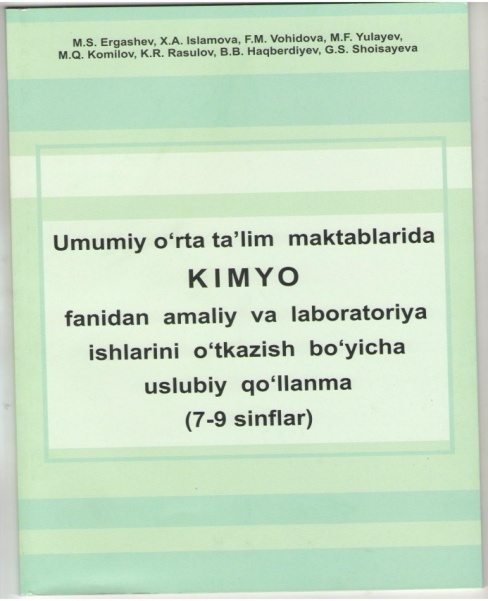 M.S. Ergashev, X.A. Islamova, F.M. Vohidova, M.F. Yulayev,
M.Q. Komilov, K.R. Rasulov, B.B. Haqberdiyev, G.S. Shoisayeva
Umumiy o‘rta ta’lim maktablarida
KIMYO
fanidan amaliy va laboratoriya
ishlarini o‘tkazish bo‘yicha
uslubiy qo‘llanma
(7-9 sinflar)